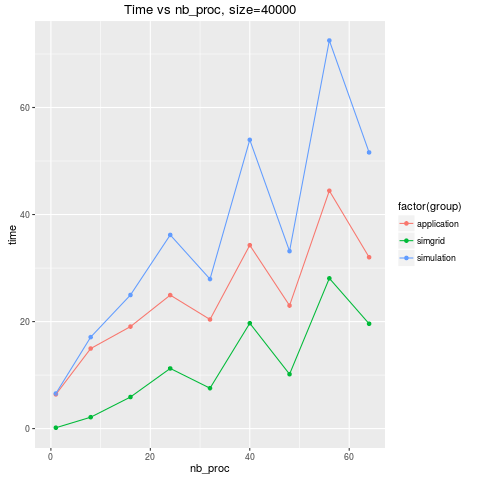 Time vs nb_proc, size=40000
time
60
40
20
0
0 20 40 60
nb_proc
factor(group)
application
simgrid
simulation